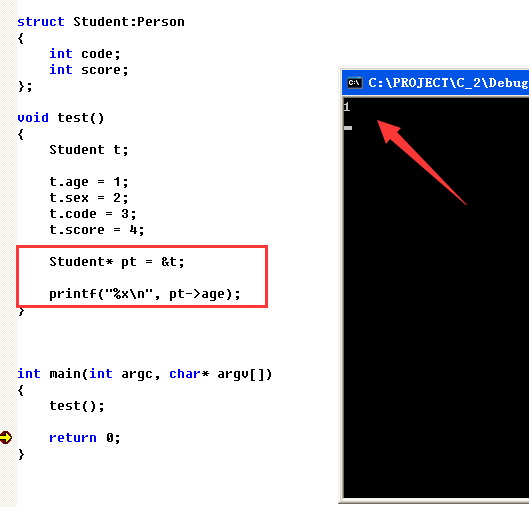 struct Student:Person
{
    int code;
    int score;
};
void test()
{
    Student t;
    t.age = 1;
    t.sex = 2;
    t.code = 3;
    t.score = 4;
    Student* pt = &t;
    printf("%x\n", pt->age);
}
int main(int argc, char* argv[])
{
    test();
    return 0;
}
C:\PROJECT\C_2\Debug
1